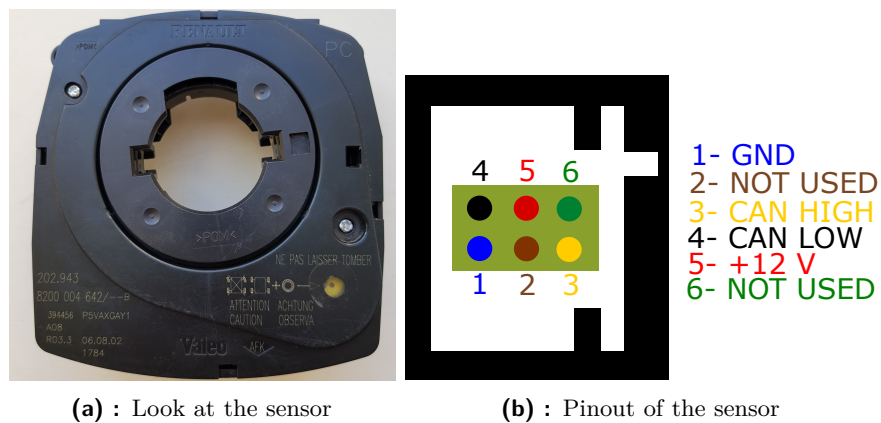 RENAULT
>POM<
PC
>POM<
NE PAS LAISSER TOMBER
202.943
8200 004 642/--B
394456 P5VAXGAY1
A08
R03.3 06.08.02
1784
ATTENTION ACHTUNG
CAUTION OBSERVA
Valeo
AFK
(a) : Look at the sensor
4 5 6
1 2 3
1- GND
2- NOT USED
3- CAN HIGH
4- CAN LOW
5- +12 V
6- NOT USED
(b) : Pinout of the sensor